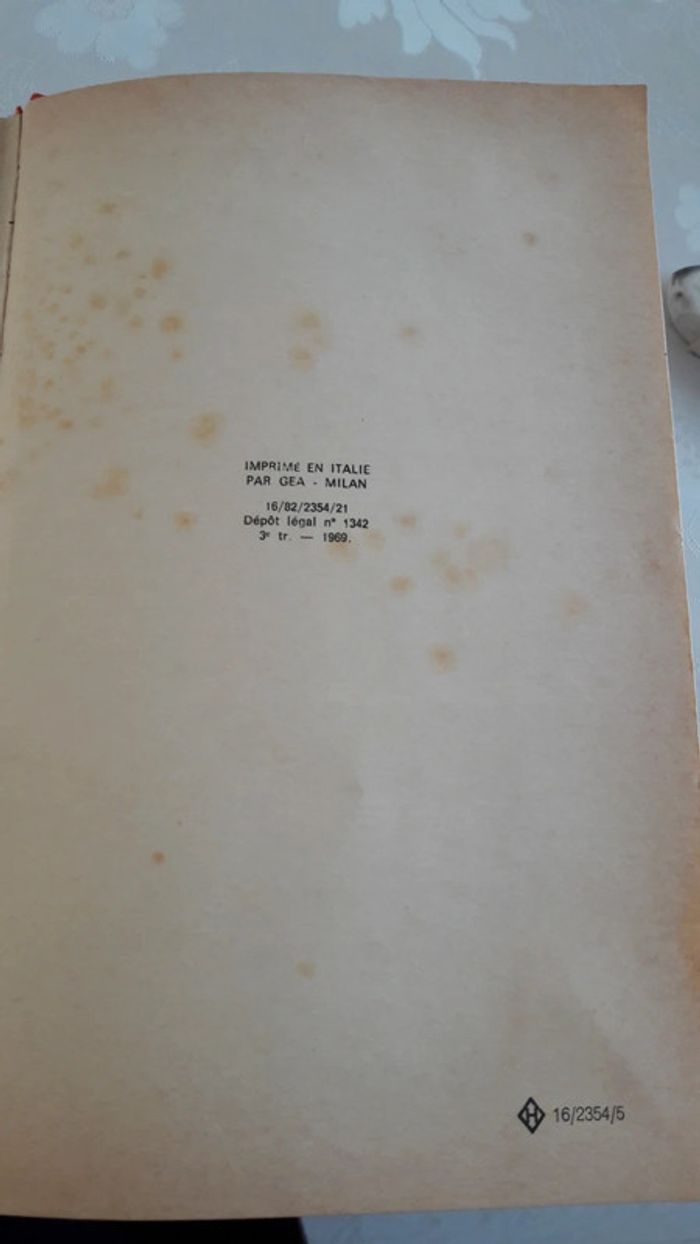 IMPRIMÉ EN ITALIE
PAR GEA - MILAN
16/82/2354/21
Dépôt légal n° 1342
3e tr. — 1969.
H 16/2354/5